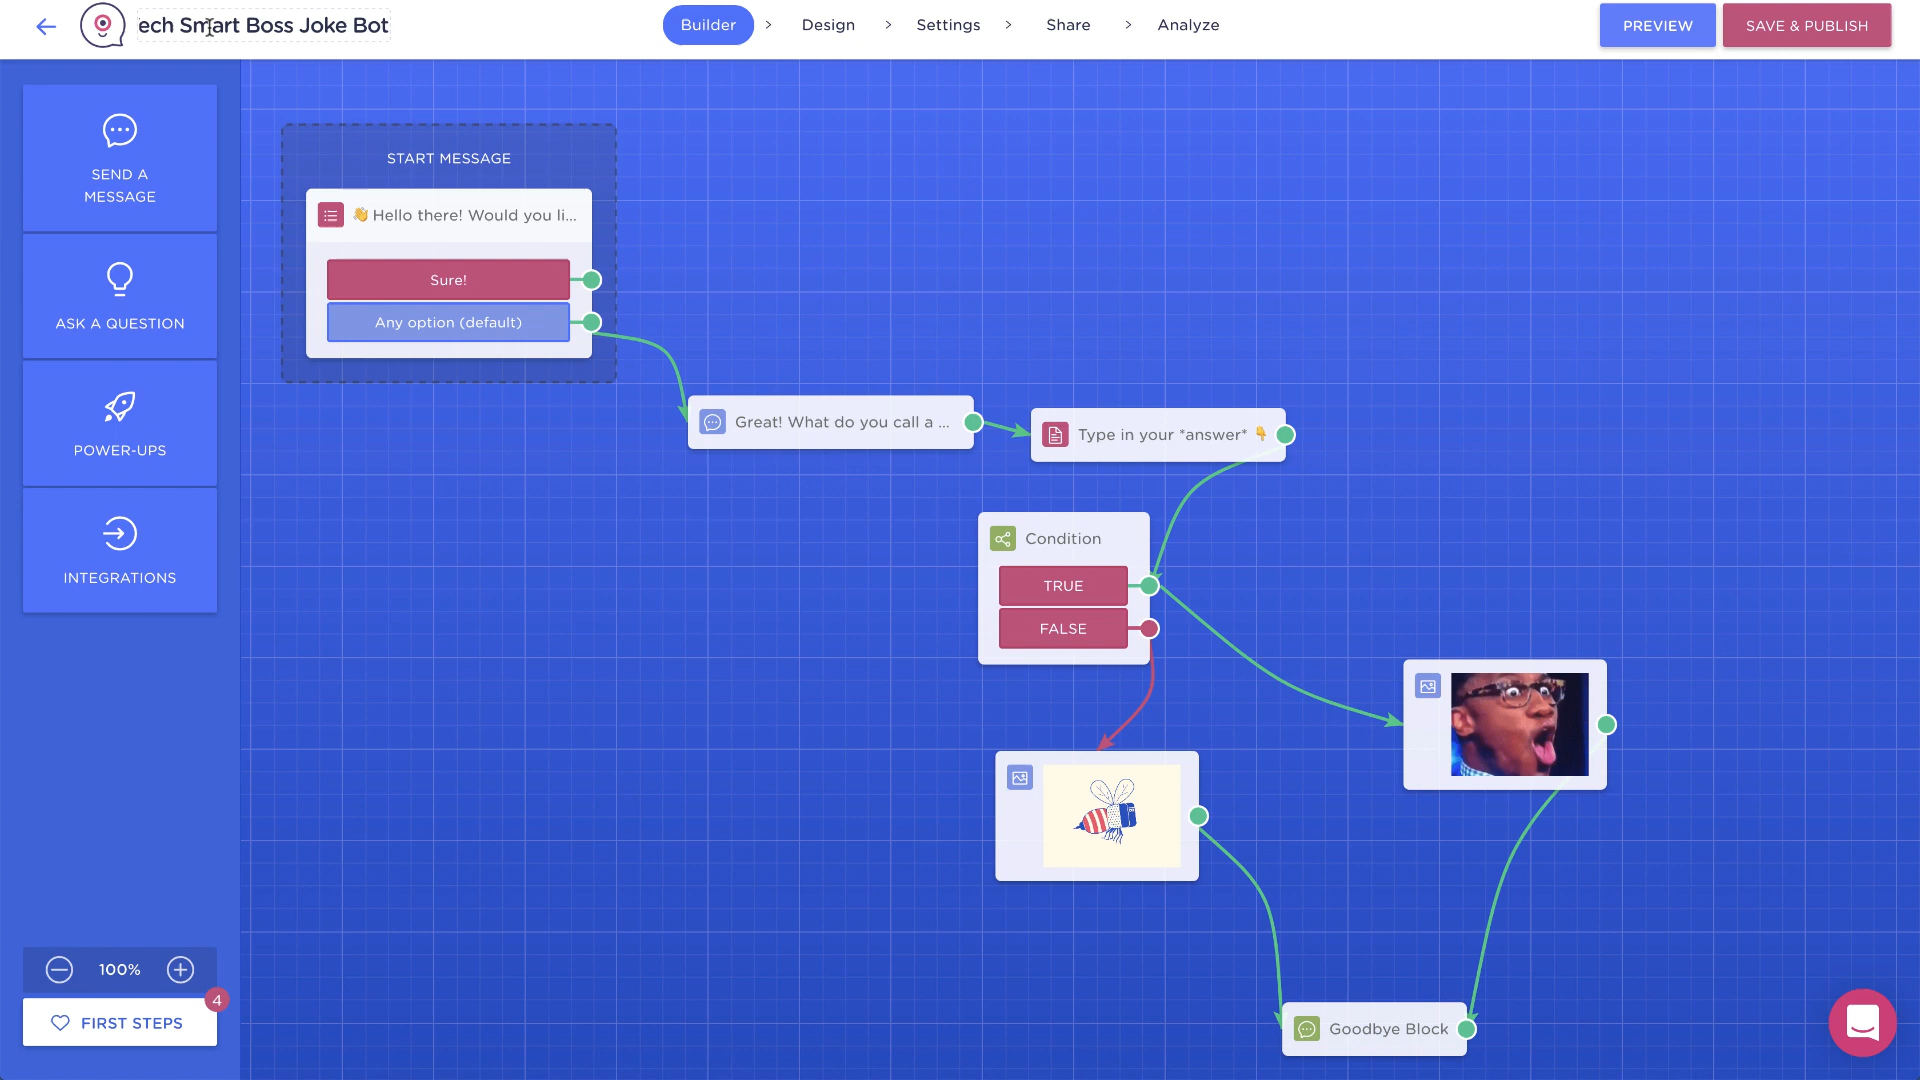 ech Smart Boss Joke Bot
Builder > Design > Settings > Share > Analyze
PREVIEW
SAVE & PUBLISH
SEND A
MESSAGE
ASK A QUESTION
POWER-UPS
INTEGRATIONS
100%
4
FIRST STEPS
START MESSAGE
👋 Hello there! Would you li...
Sure!
Any option (default)
Great! What do you call a ...
Type in your *answer* 👇
Condition
TRUE
FALSE
Goodbye Block